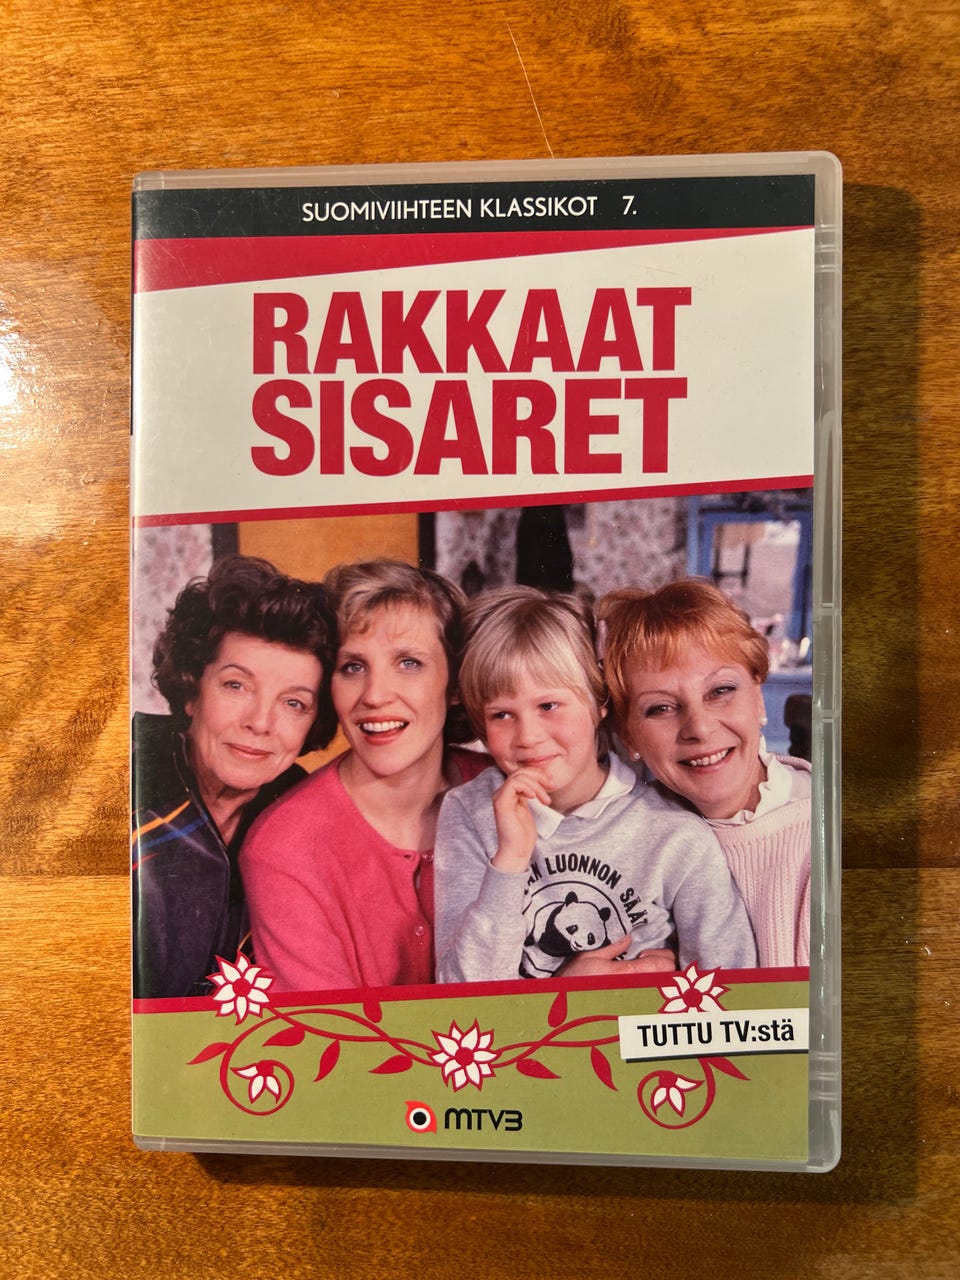 SUOMIVIIHTEEN KLASSIKOT 7.
RAKKAAT
SISARET
LUONNON
TUTTU TV:stä
MTV3